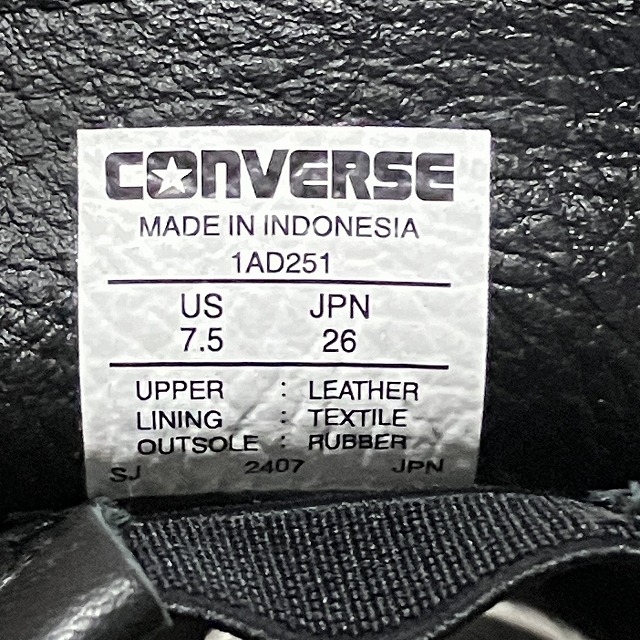 CONVERSE
MADE IN INDONESIA
1AD251
US JPN
7.5 26
UPPER : LEATHER
LINING : TEXTILE
OUTSOLE : RUBBER
SJ 2407 JPN